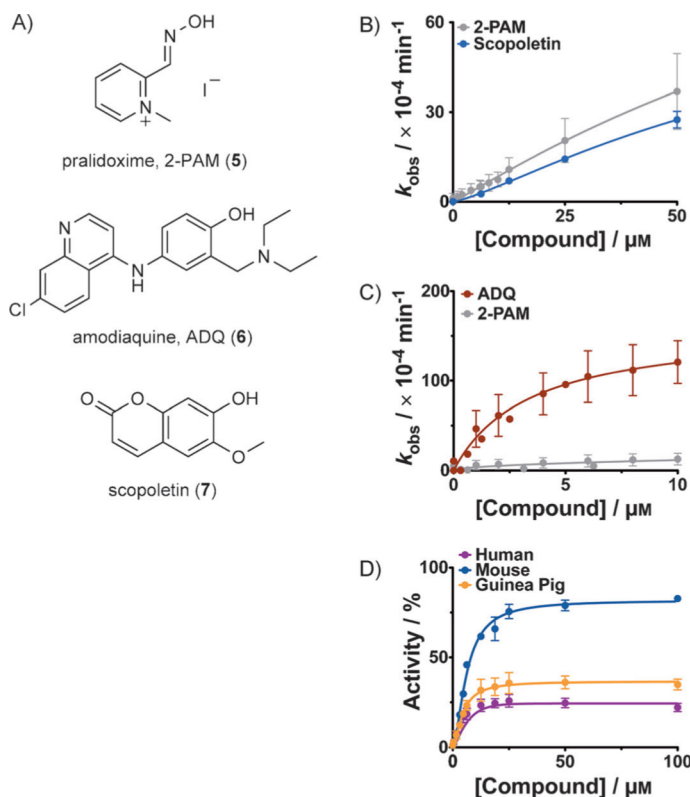 A)
OH
N
N
+
I−
pralidoxime, 2-PAM (5)
N
OH
N
N
H
Cl
amodiaquine, ADQ (6)
O
O
OH
O
scopoletin (7)
B)
60
2-PAM
Scopoletin
30
0
0 25 50
kobs / × 10−4 min−1
[Compound] / μM
C)
200
ADQ
2-PAM
100
0
0 5 10
kobs / × 10−4 min−1
[Compound] / μM
D)
Human
Mouse
Guinea Pig
100
50
0
0 50 100
Activity / %
[Compound] / μM